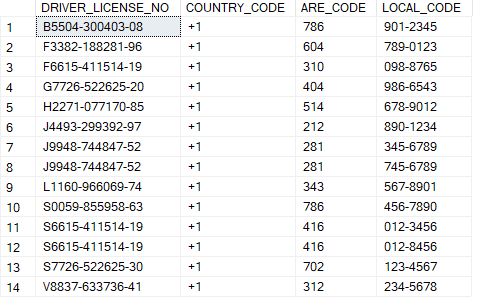 DRIVER_LICENSE_NO COUNTRY_CODE ARE_CODE LOCAL_CODE
1 B5504-300403-08 +1 786 901-2345
2 F3382-188281-96 +1 604 789-0123
3 F6615-411514-19 +1 310 098-8765
4 G7726-522625-20 +1 404 986-6543
5 H2271-077170-85 +1 514 678-9012
6 J4493-299392-97 +1 212 890-1234
7 J9948-744847-52 +1 281 345-6789
8 J9948-744847-52 +1 281 745-6789
9 L1160-966069-74 +1 343 567-8901
10 S0059-855958-63 +1 786 456-7890
11 S6615-411514-19 +1 416 012-3456
12 S6615-411514-19 +1 416 012-8456
13 S7726-522625-30 +1 702 123-4567
14 V8837-633736-41 +1 312 234-5678